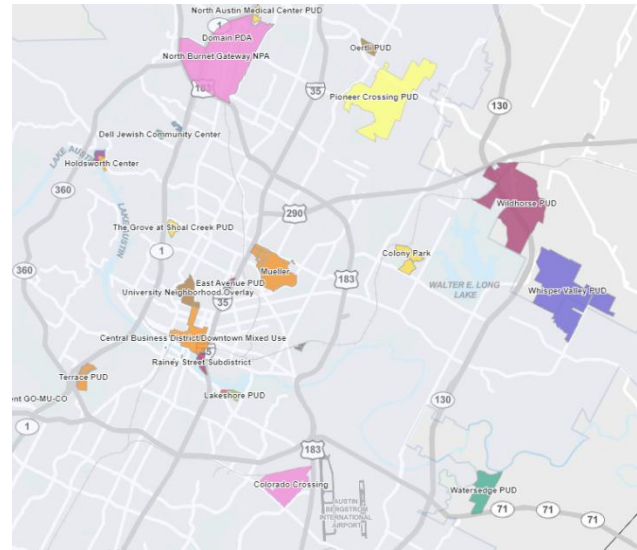 North Austin Medical Center PUD
1
Domain PDA
North Burnet Gateway NPA
183
Oertli PUD
35
Pioneer Crossing PUD
130
Dell Jewish Community Center
LAKE AUSTIN
Holdsworth Center
360
LAKE AUSTIN
Wildhorse PUD
290
The Grove at Shoal Creek PUD
1
Colony Park
360
Mueller
183
WALTER E. LONG
LAKE
Whisper Valley PUD
East Avenue PUD
University Neighborhood Overlay
35
Central Business District/Downtown Mixed Use
Rainey Street Subdistrict
Terrace PUD
Lakeshore PUD
130
ent GO-MU-CO
1
183
Colorado Crossing
AUSTIN
BERGSTROM
INTERNATIONAL
AIRPORT
Watersedge PUD
71
71
71